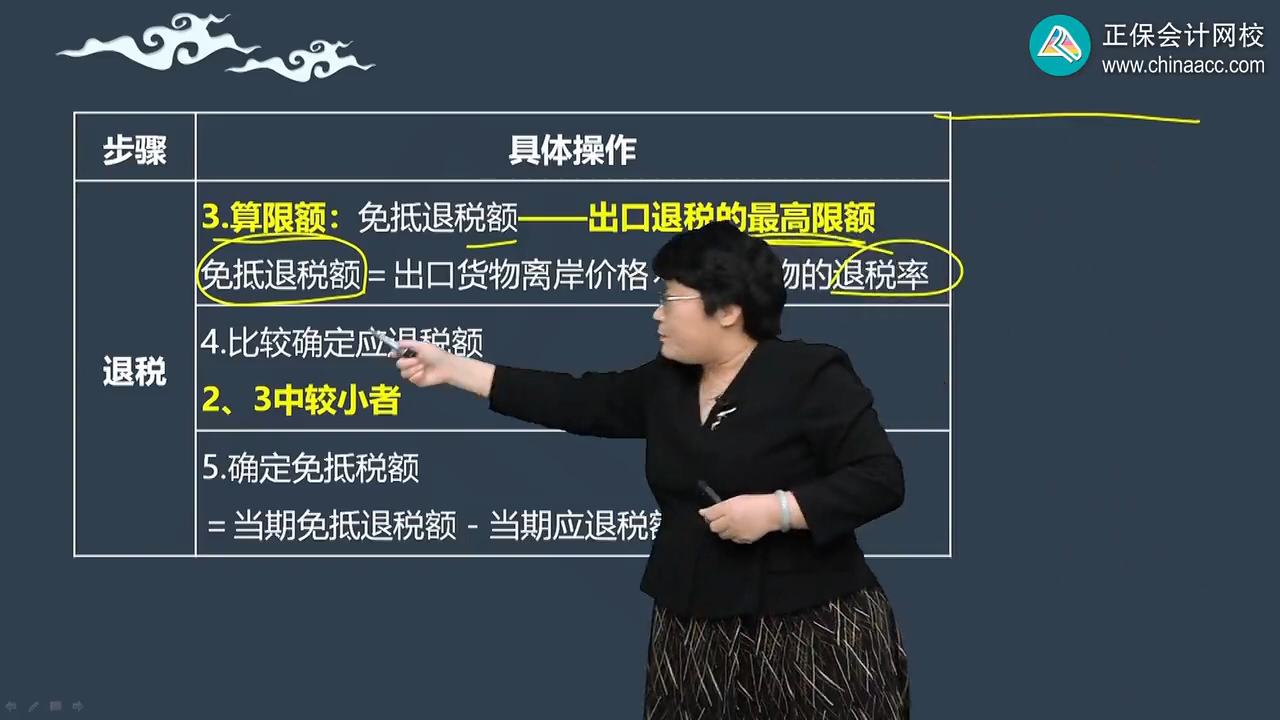 正保会计网校
www.chinaacc.com
步骤
具体操作
3.算限额：免抵退税额——出口退税的最高限额
免抵退税额＝出口货物离岸价格 物的退税率
退税
4.比较确定应退税额
2、3中较小者
5.确定免抵税额
＝当期免抵退税额－当期应退税额